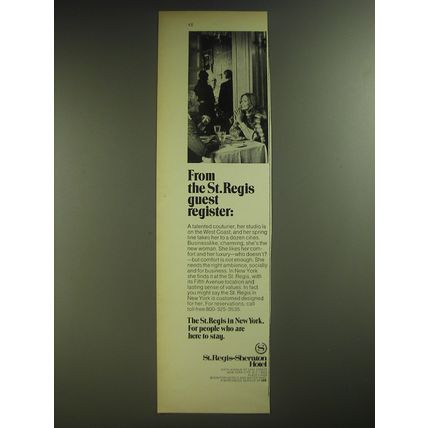 From
the St. Regis
guest
register:
A talented couturier, her studio is
on the West Coast, and her spring
line takes her to a dozen cities.
Businesslike, charming, she's the
new woman. She likes her com-
fort and her luxury—who doesn't?
—but comfort is not enough. She
needs the right ambience, socially
and for business. In New York
she finds it at the St. Regis, with
its Fifth Avenue location and
lasting sense of values. In fact
you might say the St. Regis in
New York is customed designed
for her. For reservations, call
toll free 800-325-3535.
The St. Regis in New York.
For people who are
here to stay.
S
St. Regis-Sheraton
Hotel